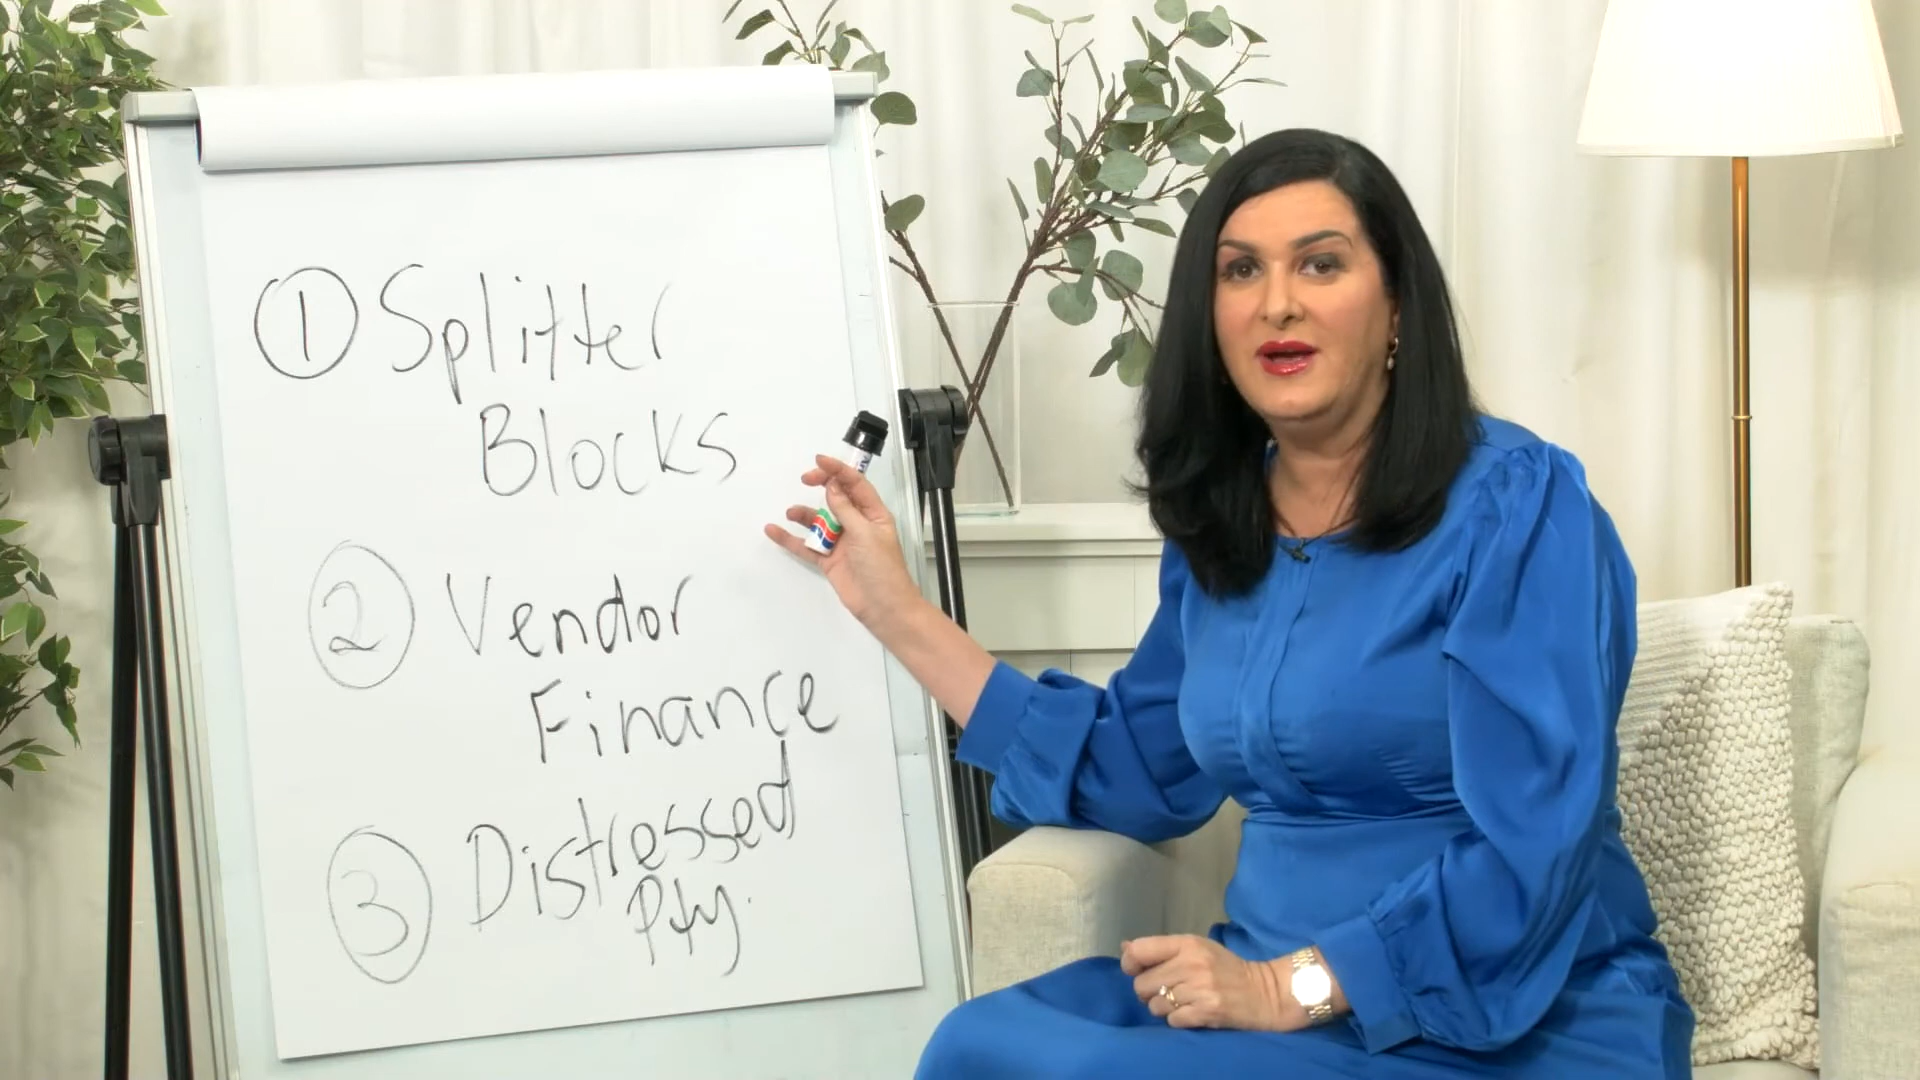 1 Splitter
Blocks
2 Vendor
Finance
3 Distressed
Pty.